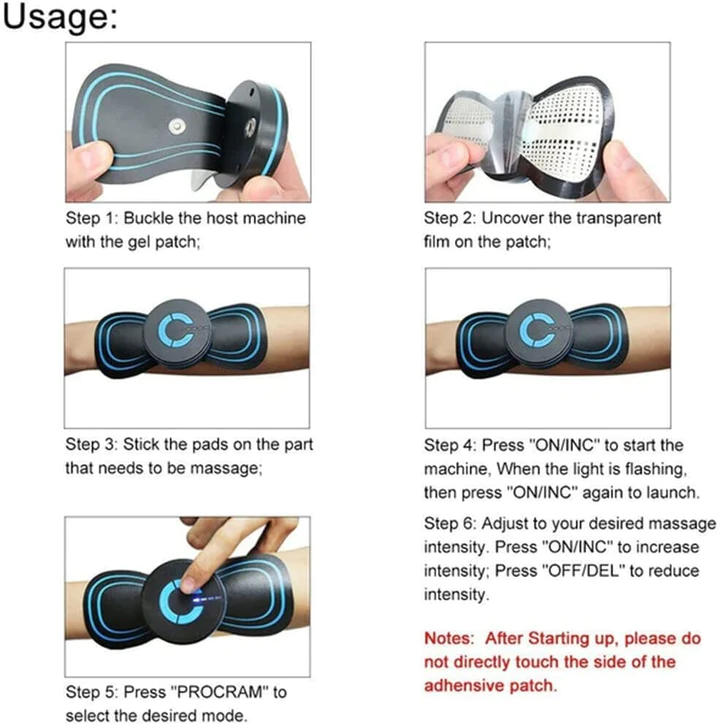 Usage:
Step 1: Buckle the host machine
with the gel patch;
Step 2: Uncover the transparent
film on the patch;
Step 3: Stick the pads on the part
that needs to be massage;
Step 4: Press "ON/INC" to start the
machine, When the light is flashing,
then press "ON/INC" again to launch.
Step 5: Press "PROCRAM" to
select the desired mode.
Step 6: Adjust to your desired massage
intensity. Press "ON/INC" to increase
intensity; Press "OFF/DEL" to reduce
intensity.
Notes: After Starting up, please do
not directly touch the side of the
adhensive patch.